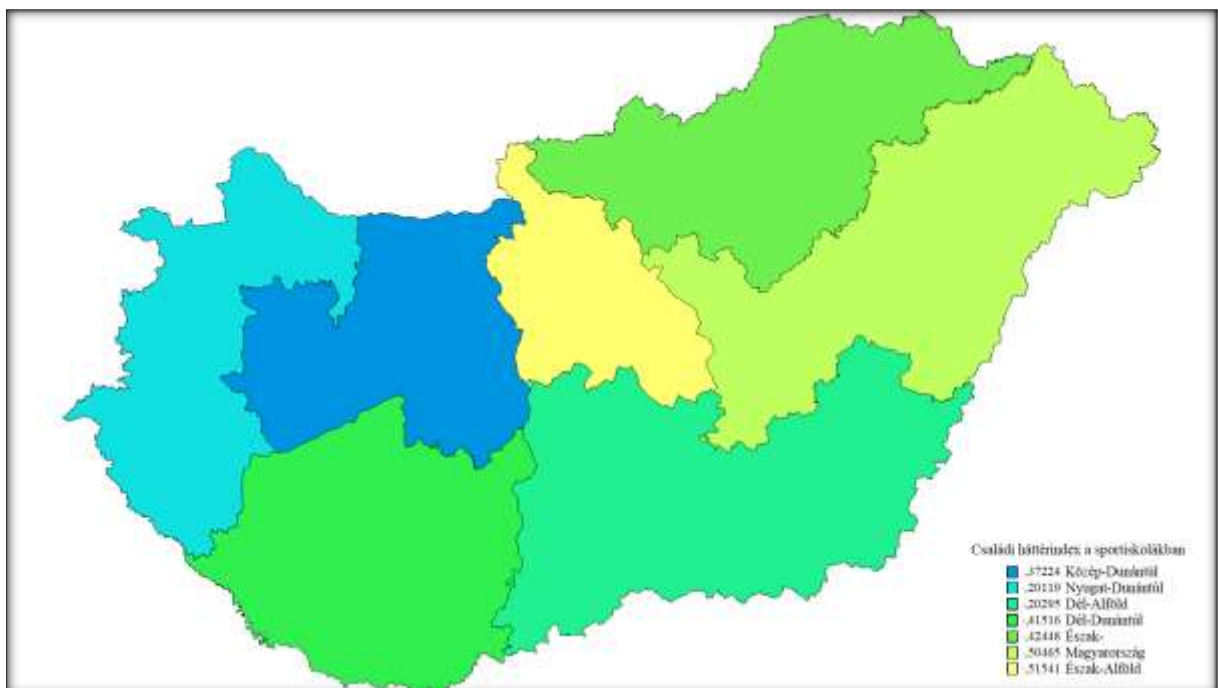 Családi háttérindex a sportiskolákban
-,37224 Közép-Dunántúl
,20119 Nyugat-Dunántúl
,20295 Dél-Alföld
-,41516 Dél-Dunántúl
-,42448 Észak-
-,50465 Magyarország
-,51541 Észak-Alföld